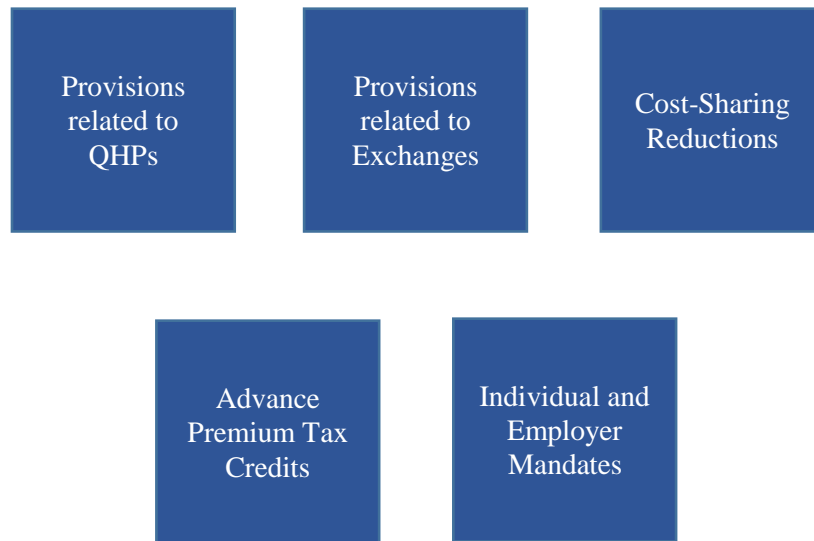 Provisions
related to
QHPs
Provisions
related to
Exchanges
Cost-Sharing
Reductions
Advance
Premium Tax
Credits
Individual and
Employer
Mandates